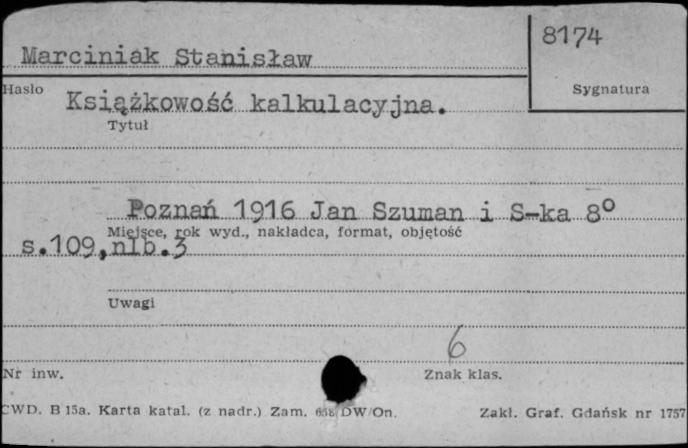 8174
Marciniak Stanisław
Hasło
Sygnatura
Książkowość kalkulacyjna.
Tytuł
Poznań 1916 Jan Szuman i S-ka 8°
Miejsce, rok wyd., nakładca, format, objętość
s.109,nlb.3
Uwagi
6
Nr inw.
Znak klas.
CWD. B 15a. Karta katal. (z nadr.) Zam. DW/On. Zakł. Graf. Gdańsk nr 1757